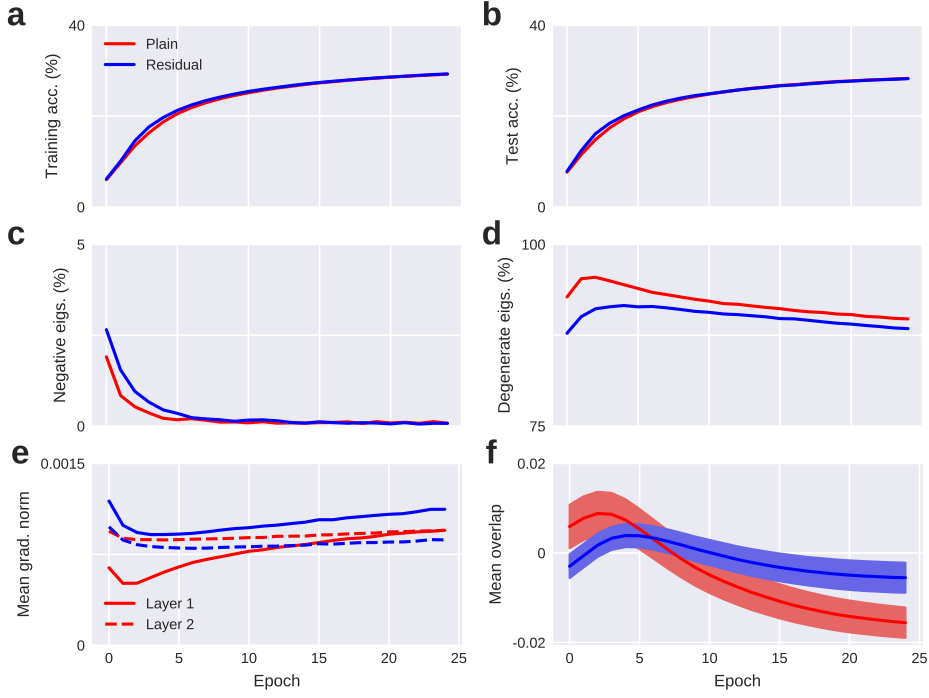 a
b
40
Training acc. (%)
0
Plain
Residual
40
Test acc. (%)
0
c
d
5
Negative eigs. (%)
0
100
Degenerate eigs. (%)
75
e
f
0.0015
Mean grad. norm
0
Layer 1
Layer 2
0 5 10 15 20 25
Epoch
0.02
Mean overlap
0
-0.02
0 5 10 15 20 25
Epoch